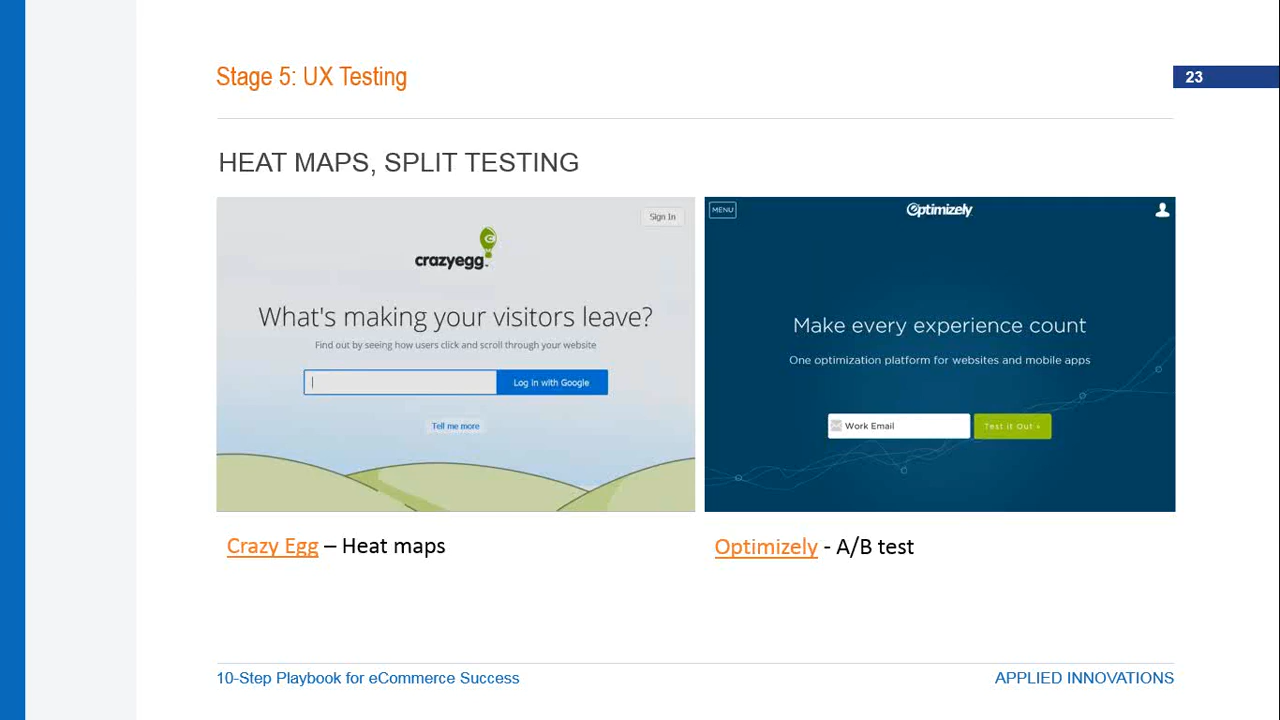 Stage 5: UX Testing
23
HEAT MAPS, SPLIT TESTING
Sign In
crazyegg™
What's making your visitors leave?
Find out by seeing how users click and scroll through your website
Log in with Google
Tell me more
MENU
Optimizely
Make every experience count
One optimization platform for websites and mobile apps
Work Email
Test it Out »
Crazy Egg – Heat maps
Optimizely - A/B test
10-Step Playbook for eCommerce Success
APPLIED INNOVATIONS